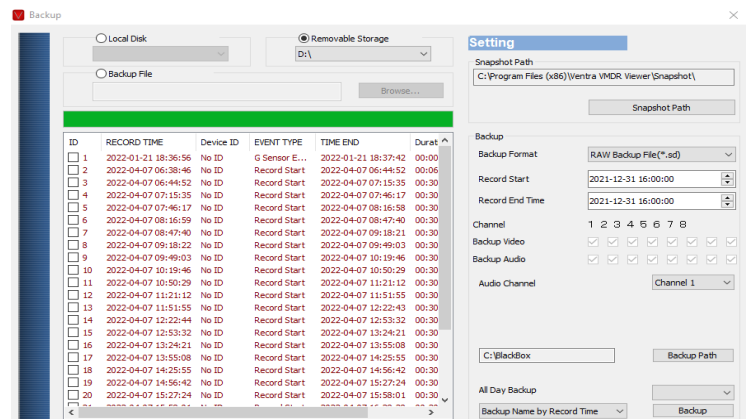 Backup
Local Disk
Removable Storage
D:\
Backup File
Browse...
ID RECORD TIME Device ID EVENT TYPE TIME END Durat
1 2022-01-21 18:36:56 No ID G Sensor E... 2022-01-21 18:37:42 00:00
2 2022-04-07 06:38:46 No ID Record Start 2022-04-07 06:44:52 00:06
3 2022-04-07 06:44:52 No ID Record Start 2022-04-07 07:15:35 00:30
4 2022-04-07 07:15:35 No ID Record Start 2022-04-07 07:46:17 00:30
5 2022-04-07 07:46:17 No ID Record Start 2022-04-07 08:16:58 00:30
6 2022-04-07 08:16:59 No ID Record Start 2022-04-07 08:47:40 00:30
7 2022-04-07 08:47:40 No ID Record Start 2022-04-07 09:18:21 00:30
8 2022-04-07 09:18:22 No ID Record Start 2022-04-07 09:49:03 00:30
9 2022-04-07 09:49:03 No ID Record Start 2022-04-07 10:19:46 00:30
10 2022-04-07 10:19:46 No ID Record Start 2022-04-07 10:50:29 00:30
11 2022-04-07 10:50:29 No ID Record Start 2022-04-07 11:21:12 00:30
12 2022-04-07 11:21:12 No ID Record Start 2022-04-07 11:51:55 00:30
13 2022-04-07 11:51:55 No ID Record Start 2022-04-07 12:22:43 00:30
14 2022-04-07 12:22:44 No ID Record Start 2022-04-07 12:53:32 00:30
15 2022-04-07 12:53:32 No ID Record Start 2022-04-07 13:24:21 00:30
16 2022-04-07 13:24:21 No ID Record Start 2022-04-07 13:55:08 00:30
17 2022-04-07 13:55:08 No ID Record Start 2022-04-07 14:25:55 00:30
18 2022-04-07 14:25:55 No ID Record Start 2022-04-07 14:56:42 00:30
19 2022-04-07 14:56:42 No ID Record Start 2022-04-07 15:27:24 00:30
20 2022-04-07 15:27:24 No ID Record Start 2022-04-07 15:58:01 00:30
Setting
Snapshot Path
C:\Program Files (x86)\Ventra VMDR Viewer\Snapshot\
Snapshot Path
Backup
Backup Format RAW Backup File(*.sd)
Record Start 2021-12-31 16:00:00
Record End Time 2021-12-31 16:00:00
Channel 1 2 3 4 5 6 7 8
Backup Video
Backup Audio
Audio Channel Channel 1
C:\BlackBox Backup Path
All Day Backup
Backup Name by Record Time Backup